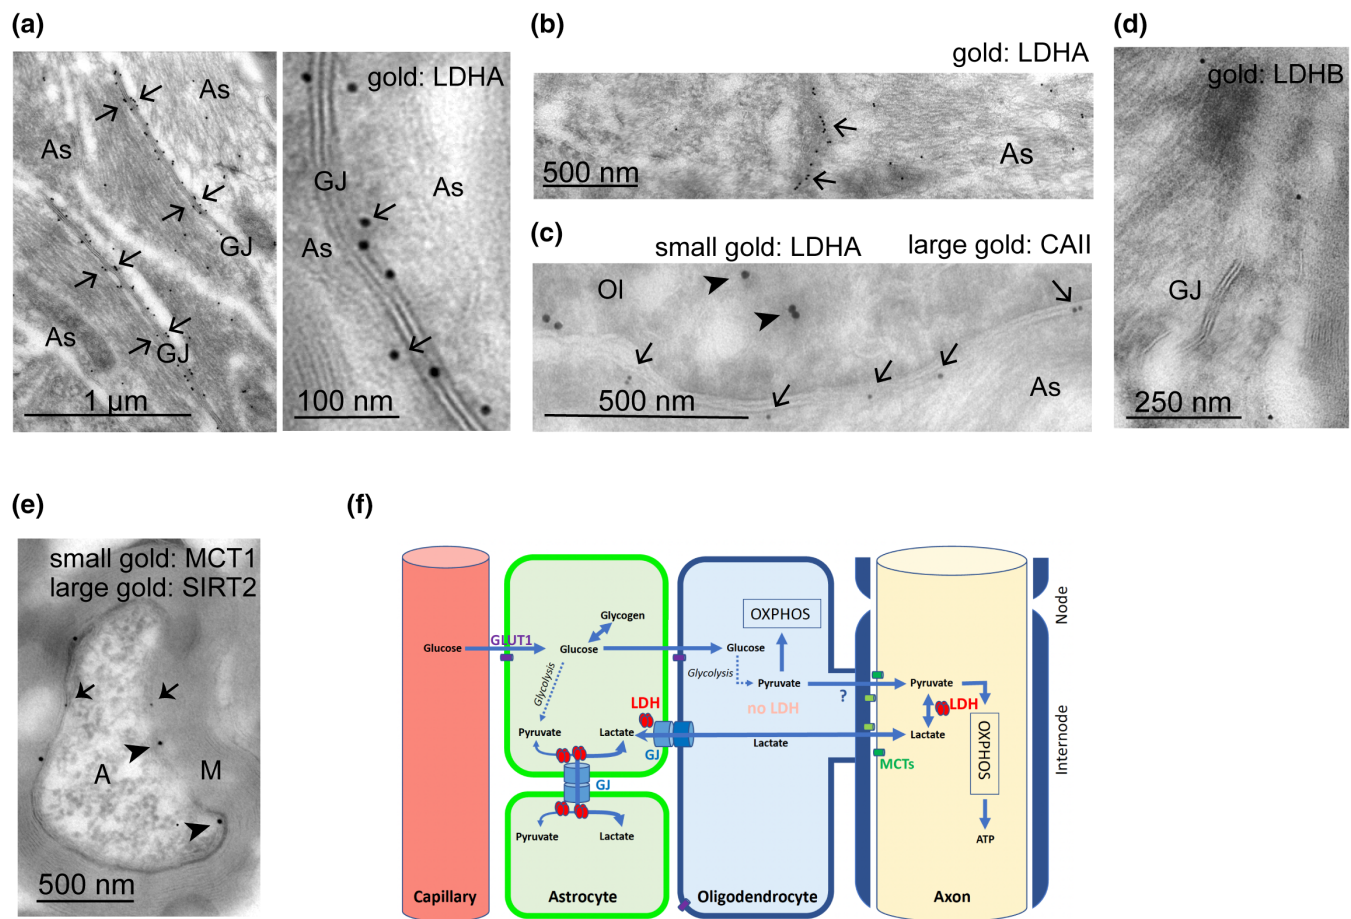 (a)
As
As
As
GJ
GJ
1 µm
gold: LDHA
GJ
As
As
100 nm
(b)
gold: LDHA
As
500 nm
(c)
small gold: LDHA
large gold: CAII
Ol
As
500 nm
(d)
gold: LDHB
GJ
250 nm
(e)
small gold: MCT1
large gold: SIRT2
A
M
500 nm
(f)
Glucose
GLUT1
Glycogen
Glucose
Glycolysis
Pyruvate
Lactate
LDH
GJ
GJ
Pyruvate
Lactate
OXPHOS
Glucose
Glycolysis
Pyruvate
no LDH
Lactate
?
MCTs
Pyruvate
LDH
Lactate
OXPHOS
ATP
Node
Internode
Capillary
Astrocyte
Oligodendrocyte
Axon